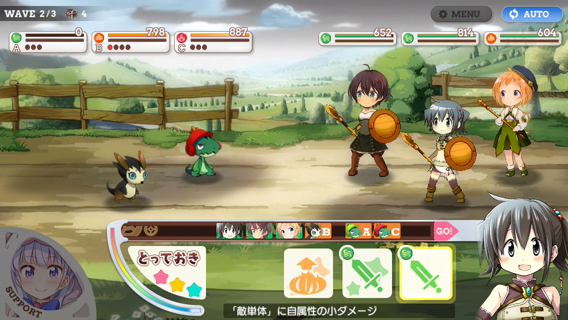 WAVE 2/3 4 MENU AUTO
A 0 B 798 C 887 652 814 604
B A C GO!
とっておき
SUPPORT
「敵単体」に自属性の小ダメージ